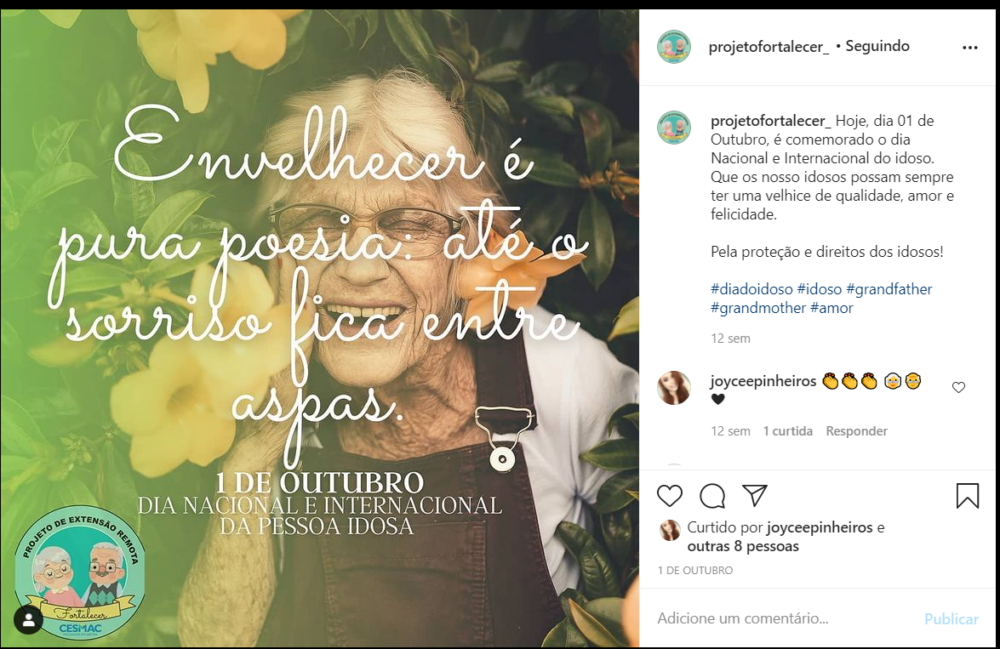 Envelhecer é
pura poesia: até o
sorriso fica entre
aspas.
1 DE OUTUBRO
DIA NACIONAL E INTERNACIONAL
DA PESSOA IDOSA
PROJETO DE EXTENSÃO REMOTA
Fortalecer
CESMAC
projetofortalecer_ • Seguindo
projetofortalecer_ Hoje, dia 01 de
Outubro, é comemorado o dia
Nacional e Internacional do idoso.
Que os nosso idosos possam sempre
ter uma velhice de qualidade, amor e
felicidade.
Pela proteção e direitos dos idosos!
#diadoidoso #idoso #grandfather
#grandmother #amor
12 sem
joyceepinheiros 👏👏👏 👵👴
🖤
12 sem 1 curtida Responder
Curtido por joyceepinheiros e
outras 8 pessoas
1 DE OUTUBRO
Adicione um comentário... Publicar